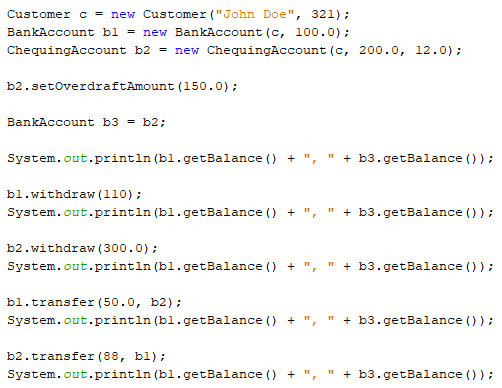 Customer c = new Customer("John Doe", 321);
BankAccount b1 = new BankAccount(c, 100.0);
ChequingAccount b2 = new ChequingAccount(c, 200.0, 12.0);
b2.setOverdraftAmount(150.0);
BankAccount b3 = b2;
System.out.println(b1.getBalance() + ", " + b3.getBalance());
b1.withdraw(110);
System.out.println(b1.getBalance() + ", " + b3.getBalance());
b2.withdraw(300.0);
System.out.println(b1.getBalance() + ", " + b3.getBalance());
b1.transfer(50.0, b2);
System.out.println(b1.getBalance() + ", " + b3.getBalance());
b2.transfer(88, b1);
System.out.println(b1.getBalance() + ", " + b3.getBalance());